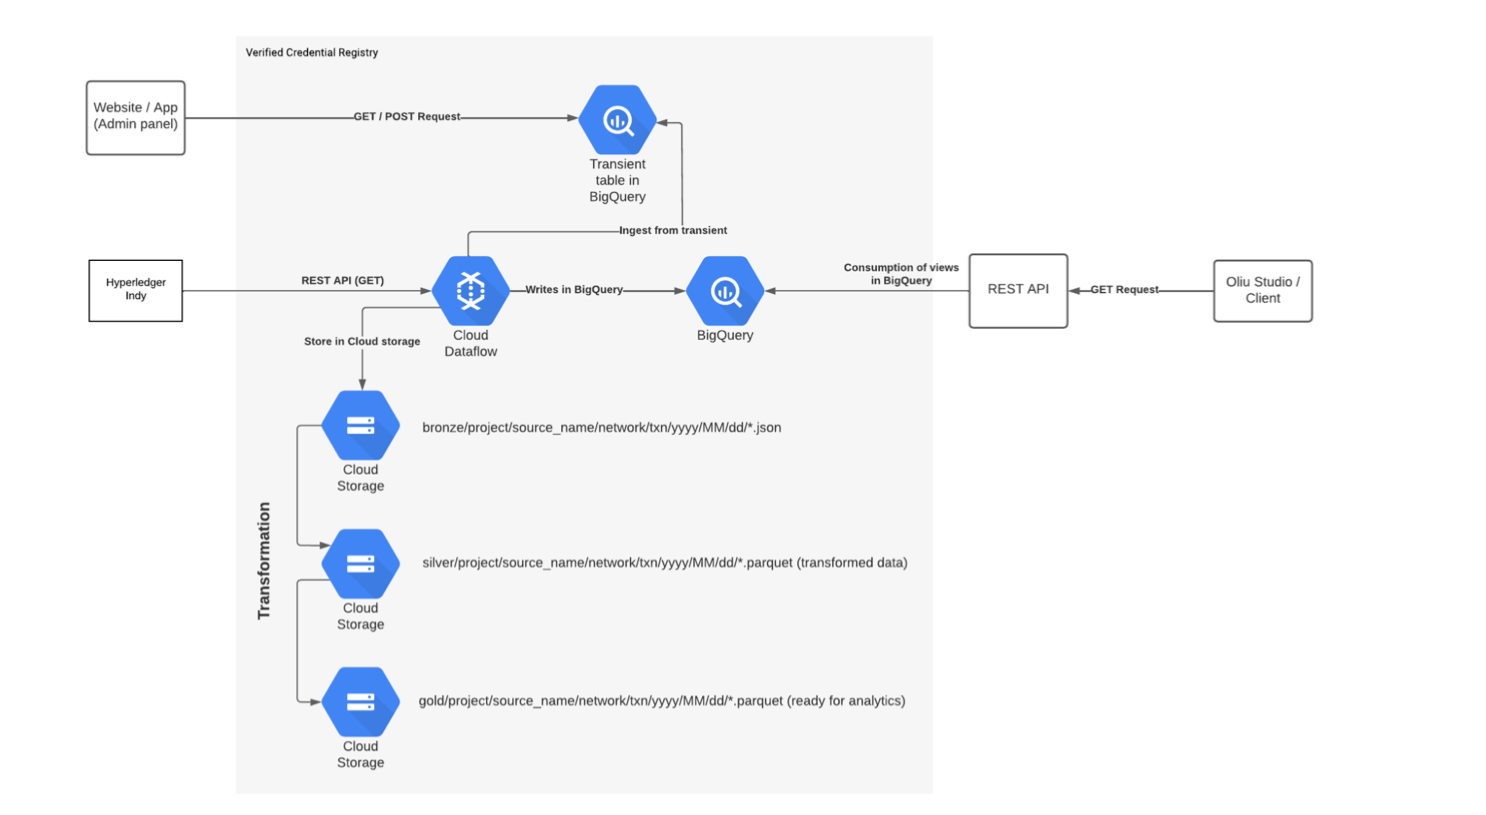 Verified Credential Registry
Website / App
(Admin panel)
GET / POST Request
Transient
table in
BigQuery
Ingest from transient
Hyperledger
Indy
REST API (GET)
Cloud
Dataflow
Writes in BigQuery
BigQuery
Consumption of views
in BigQuery
REST API
GET Request
Oliu Studio /
Client
Store in Cloud storage
Cloud
Storage
bronze/project/source_name/network/txn/yyyy/MM/dd/*.json
Transformation
Cloud
Storage
silver/project/source_name/network/txn/yyyy/MM/dd/*.parquet (transformed data)
Cloud
Storage
gold/project/source_name/network/txn/yyyy/MM/dd/*.parquet (ready for analytics)